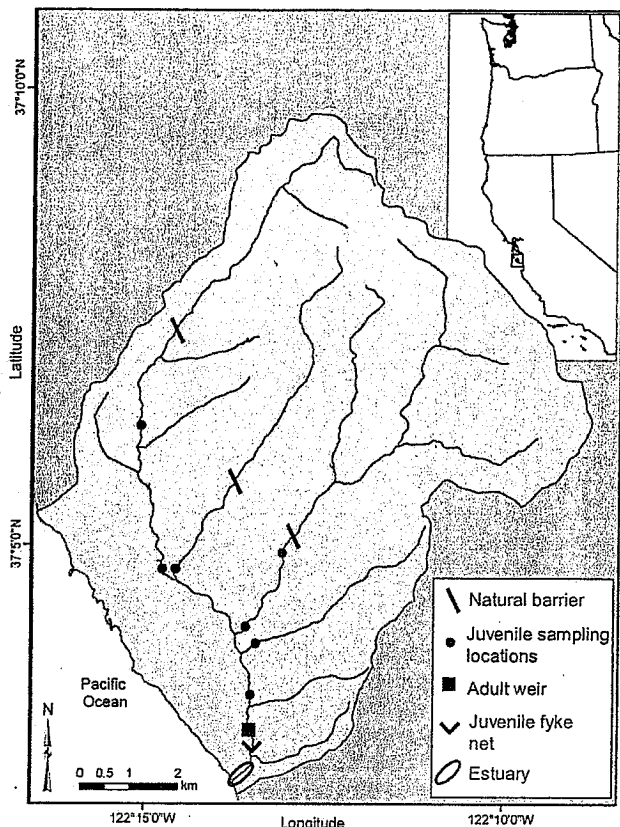 37°10'0"N
Latitude
37°5'0"N
Natural barrier
Juvenile sampling
locations
Adult weir
Juvenile fyke
net
Estuary
Pacific
Ocean
N
0 0.5 1 2
km
122°15'0"W
Longitude
122°10'0"W